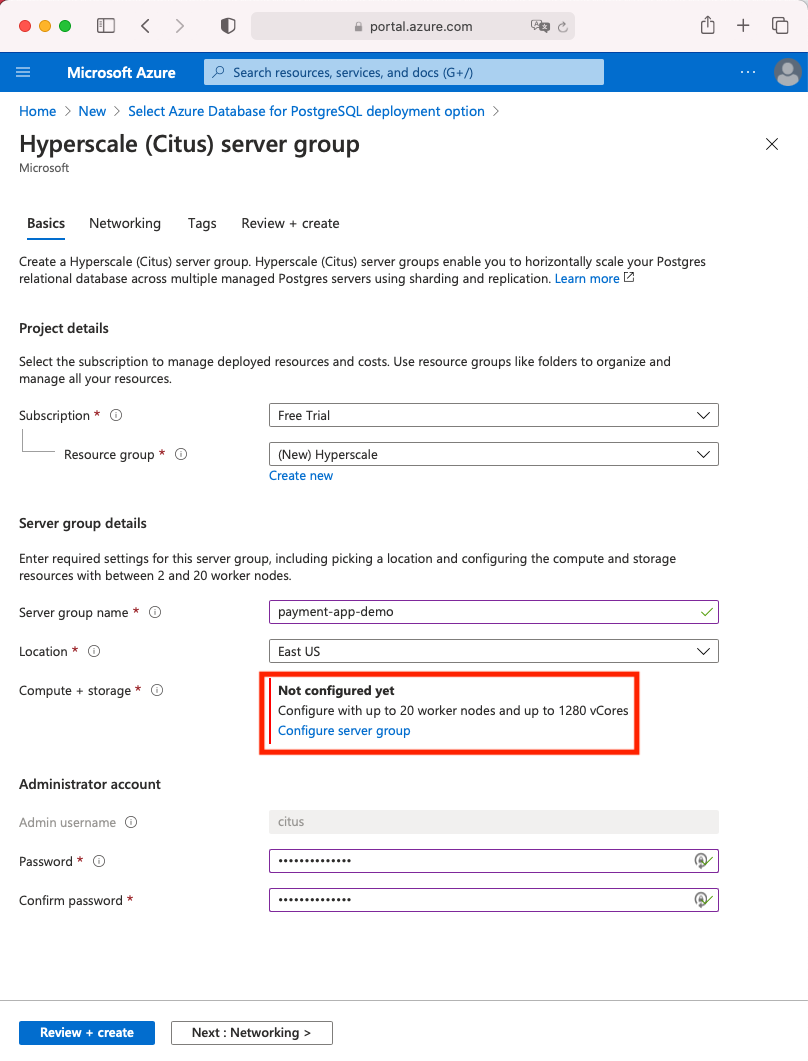 portal.azure.com
Microsoft Azure
Search resources, services, and docs (G+/)
Home > New > Select Azure Database for PostgreSQL deployment option >
Hyperscale (Citus) server group
Microsoft
Basics Networking Tags Review + create
Create a Hyperscale (Citus) server group. Hyperscale (Citus) server groups enable you to horizontally scale your Postgres
relational database across multiple managed Postgres servers using sharding and replication. Learn more
Project details
Select the subscription to manage deployed resources and costs. Use resource groups like folders to organize and
manage all your resources.
Subscription * Free Trial
Resource group * (New) Hyperscale
Create new
Server group details
Enter required settings for this server group, including picking a location and configuring the compute and storage
resources with between 2 and 20 worker nodes.
Server group name * payment-app-demo
Location * East US
Compute + storage * Not configured yet
Configure with up to 20 worker nodes and up to 1280 vCores
Configure server group
Administrator account
Admin username citus
Password * ••••••••••••••
Confirm password * ••••••••••••••
Review + create Next : Networking >